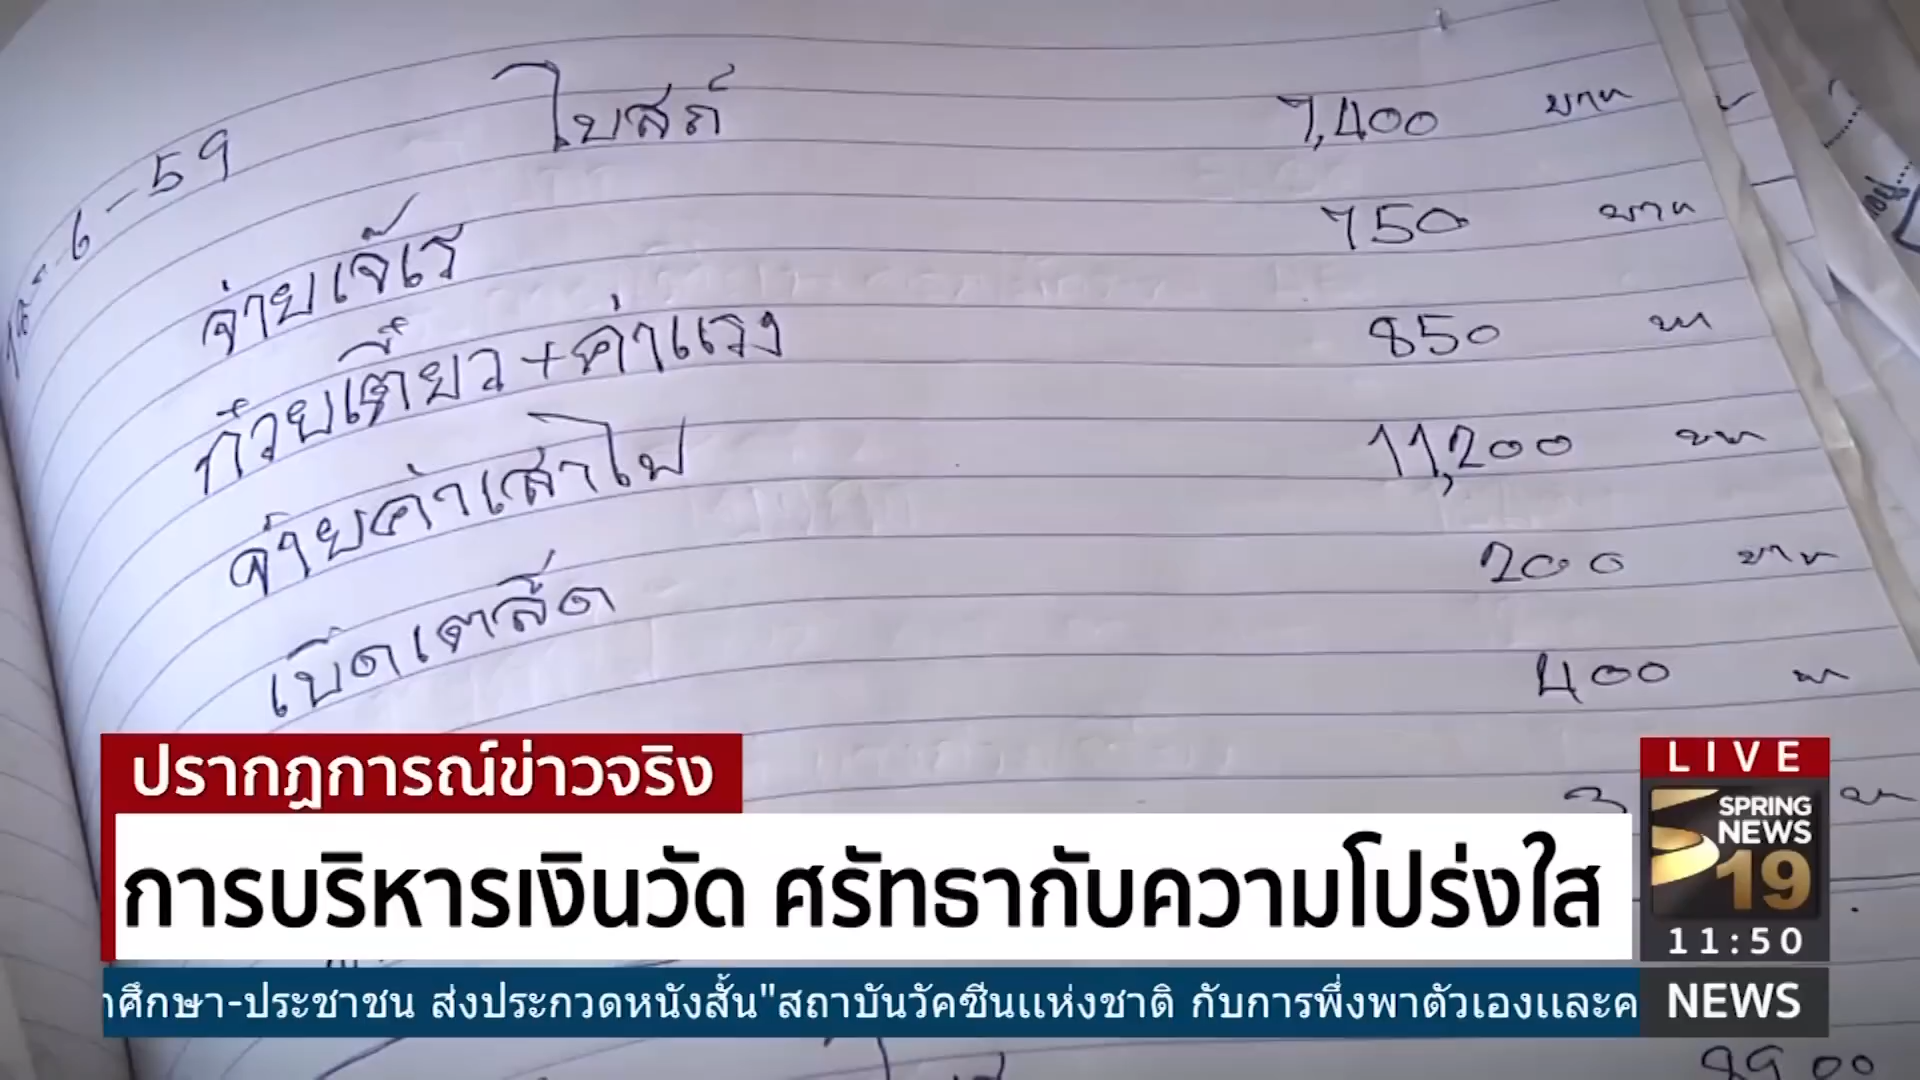 โบสถ์ 7,400 บาท
6-59
จ่ายเจ๊เร 750 บาท
ก๋วยเตี๋ยว+ค่าแรง 850 บาท
จ่ายค่าเสาไฟ 11,200 บาท
เบ็ดเตล็ด 200 บาท
400 บาท
ปรากฏการณ์ข่าวจริง
การบริหารเงินวัด ศรัทธากับความโปร่งใส
LIVE
SPRING
NEWS
19
11:50
าศึกษา-ประชาชน ส่งประกวดหนังสั้น"สถาบันวัคซีนแห่งชาติ กับการพึ่งพาตัวเองและค
NEWS